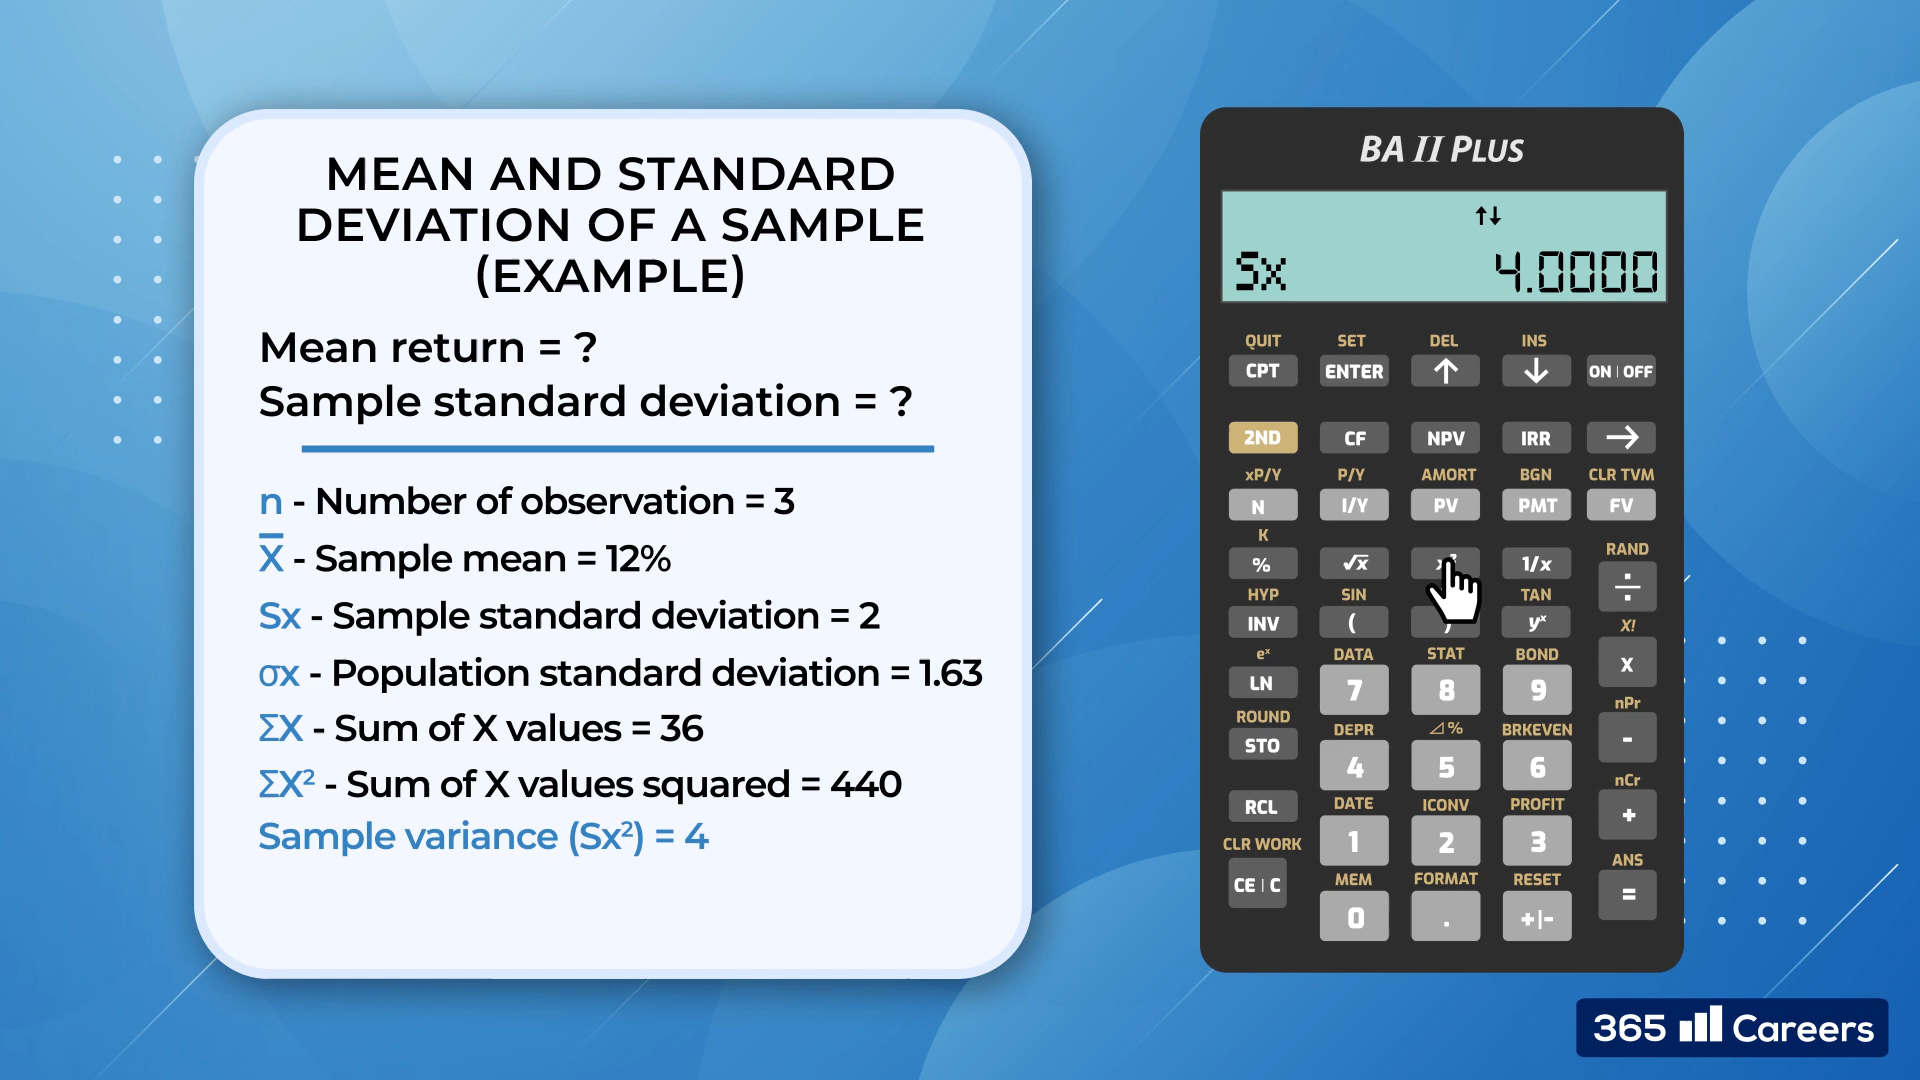 MEAN AND STANDARD
DEVIATION OF A SAMPLE
(EXAMPLE)
Mean return = ?
Sample standard deviation = ?
n - Number of observation = 3
X̅ - Sample mean = 12%
Sx - Sample standard deviation = 2
σx - Population standard deviation = 1.63
ΣX - Sum of X values = 36
ΣX² - Sum of X values squared = 440
Sample variance (Sx²) = 4
BA II PLUS
↑↓
Sx 4.0000
QUIT SET DEL INS
CPT ENTER ↑ ↓ ON | OFF
2ND CF NPV IRR →
xP/Y P/Y AMORT BGN CLR TVM
N I/Y PV PMT FV
K RAND
% √x 1/x ÷
HYP SIN TAN
INV ( ) yˣ X!
eˣ DATA STAT BOND
LN 7 8 9 x
ROUND nPr
STO DEPR ⊿% BRKEVEN -
4 5 6 nCr
RCL DATE ICONV PROFIT +
CLR WORK 1 2 3
CE | C MEM FORMAT RESET ANS
0 . +|- =
365 Careers